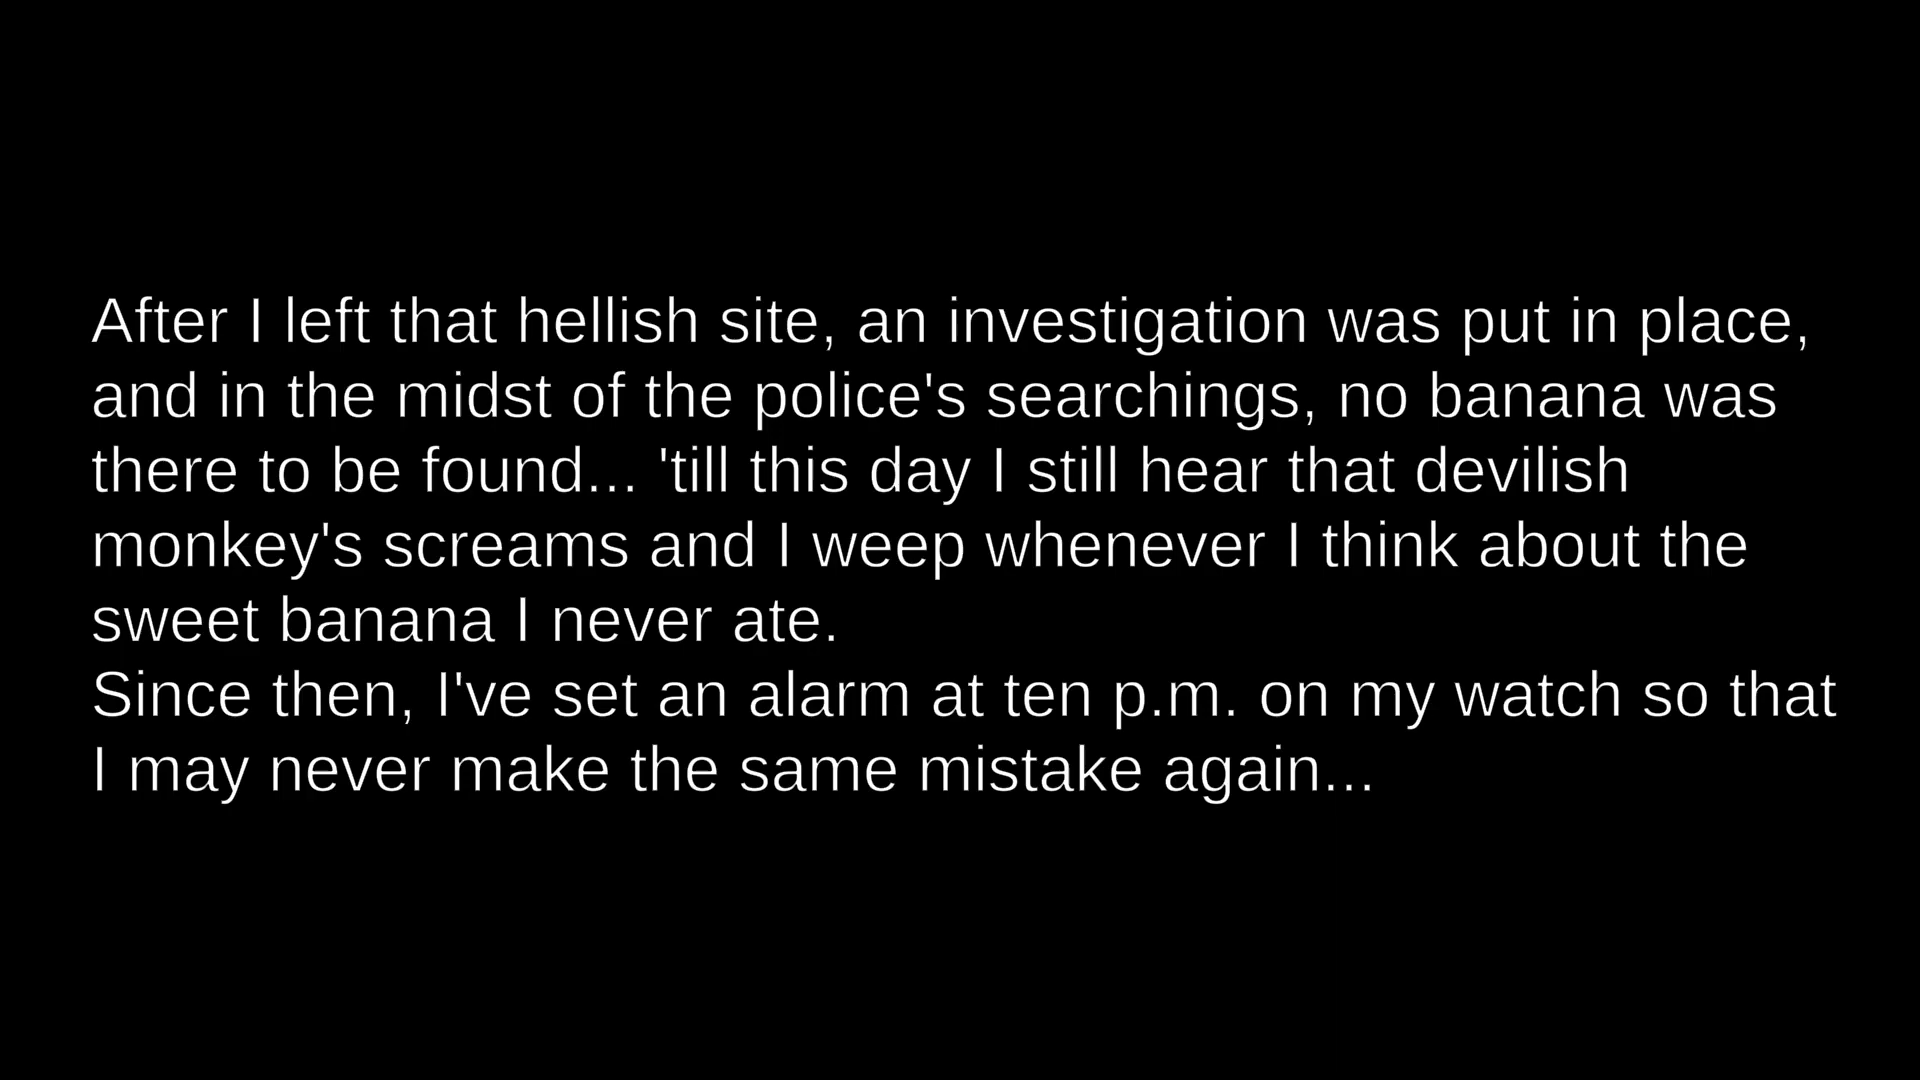 After I left that hellish site, an investigation was put in place,
and in the midst of the police's searchings, no banana was
there to be found... 'till this day I still hear that devilish
monkey's screams and I weep whenever I think about the
sweet banana I never ate.
Since then, I've set an alarm at ten p.m. on my watch so that
I may never make the same mistake again...